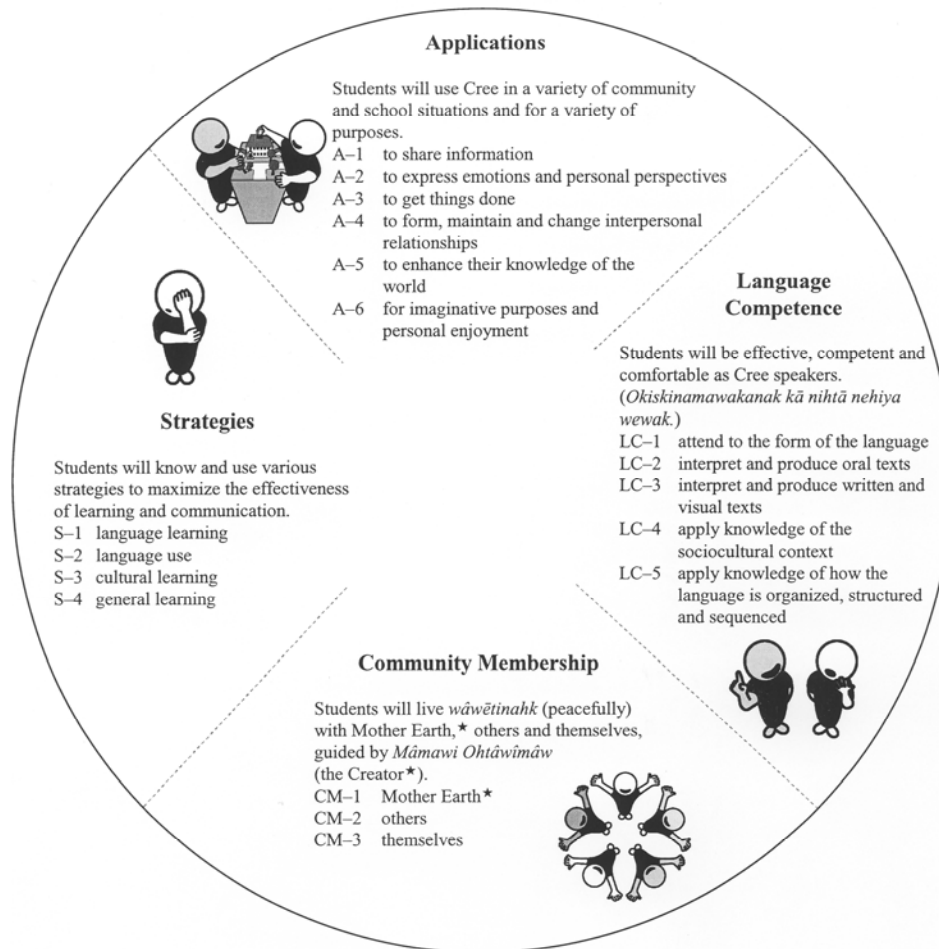 Applications
Students will use Cree in a variety of community
and school situations and for a variety of
purposes.
A–1 to share information
A–2 to express emotions and personal perspectives
A–3 to get things done
A–4 to form, maintain and change interpersonal
relationships
A–5 to enhance their knowledge of the
world
A–6 for imaginative purposes and
personal enjoyment
Language
Competence
Students will be effective, competent and
comfortable as Cree speakers.
(Okiskinamawakanak kā nihtā nehiya
wewak.)
LC–1 attend to the form of the language
LC–2 interpret and produce oral texts
LC–3 interpret and produce written and
visual texts
LC–4 apply knowledge of the
sociocultural context
LC–5 apply knowledge of how the
language is organized, structured
and sequenced
Strategies
Students will know and use various
strategies to maximize the effectiveness
of learning and communication.
S–1 language learning
S–2 language use
S–3 cultural learning
S–4 general learning
Community Membership
Students will live wâwētinahk (peacefully)
with Mother Earth,★ others and themselves,
guided by Mâmawi Ohtâwîmâw
(the Creator★).
CM–1 Mother Earth★
CM–2 others
CM–3 themselves